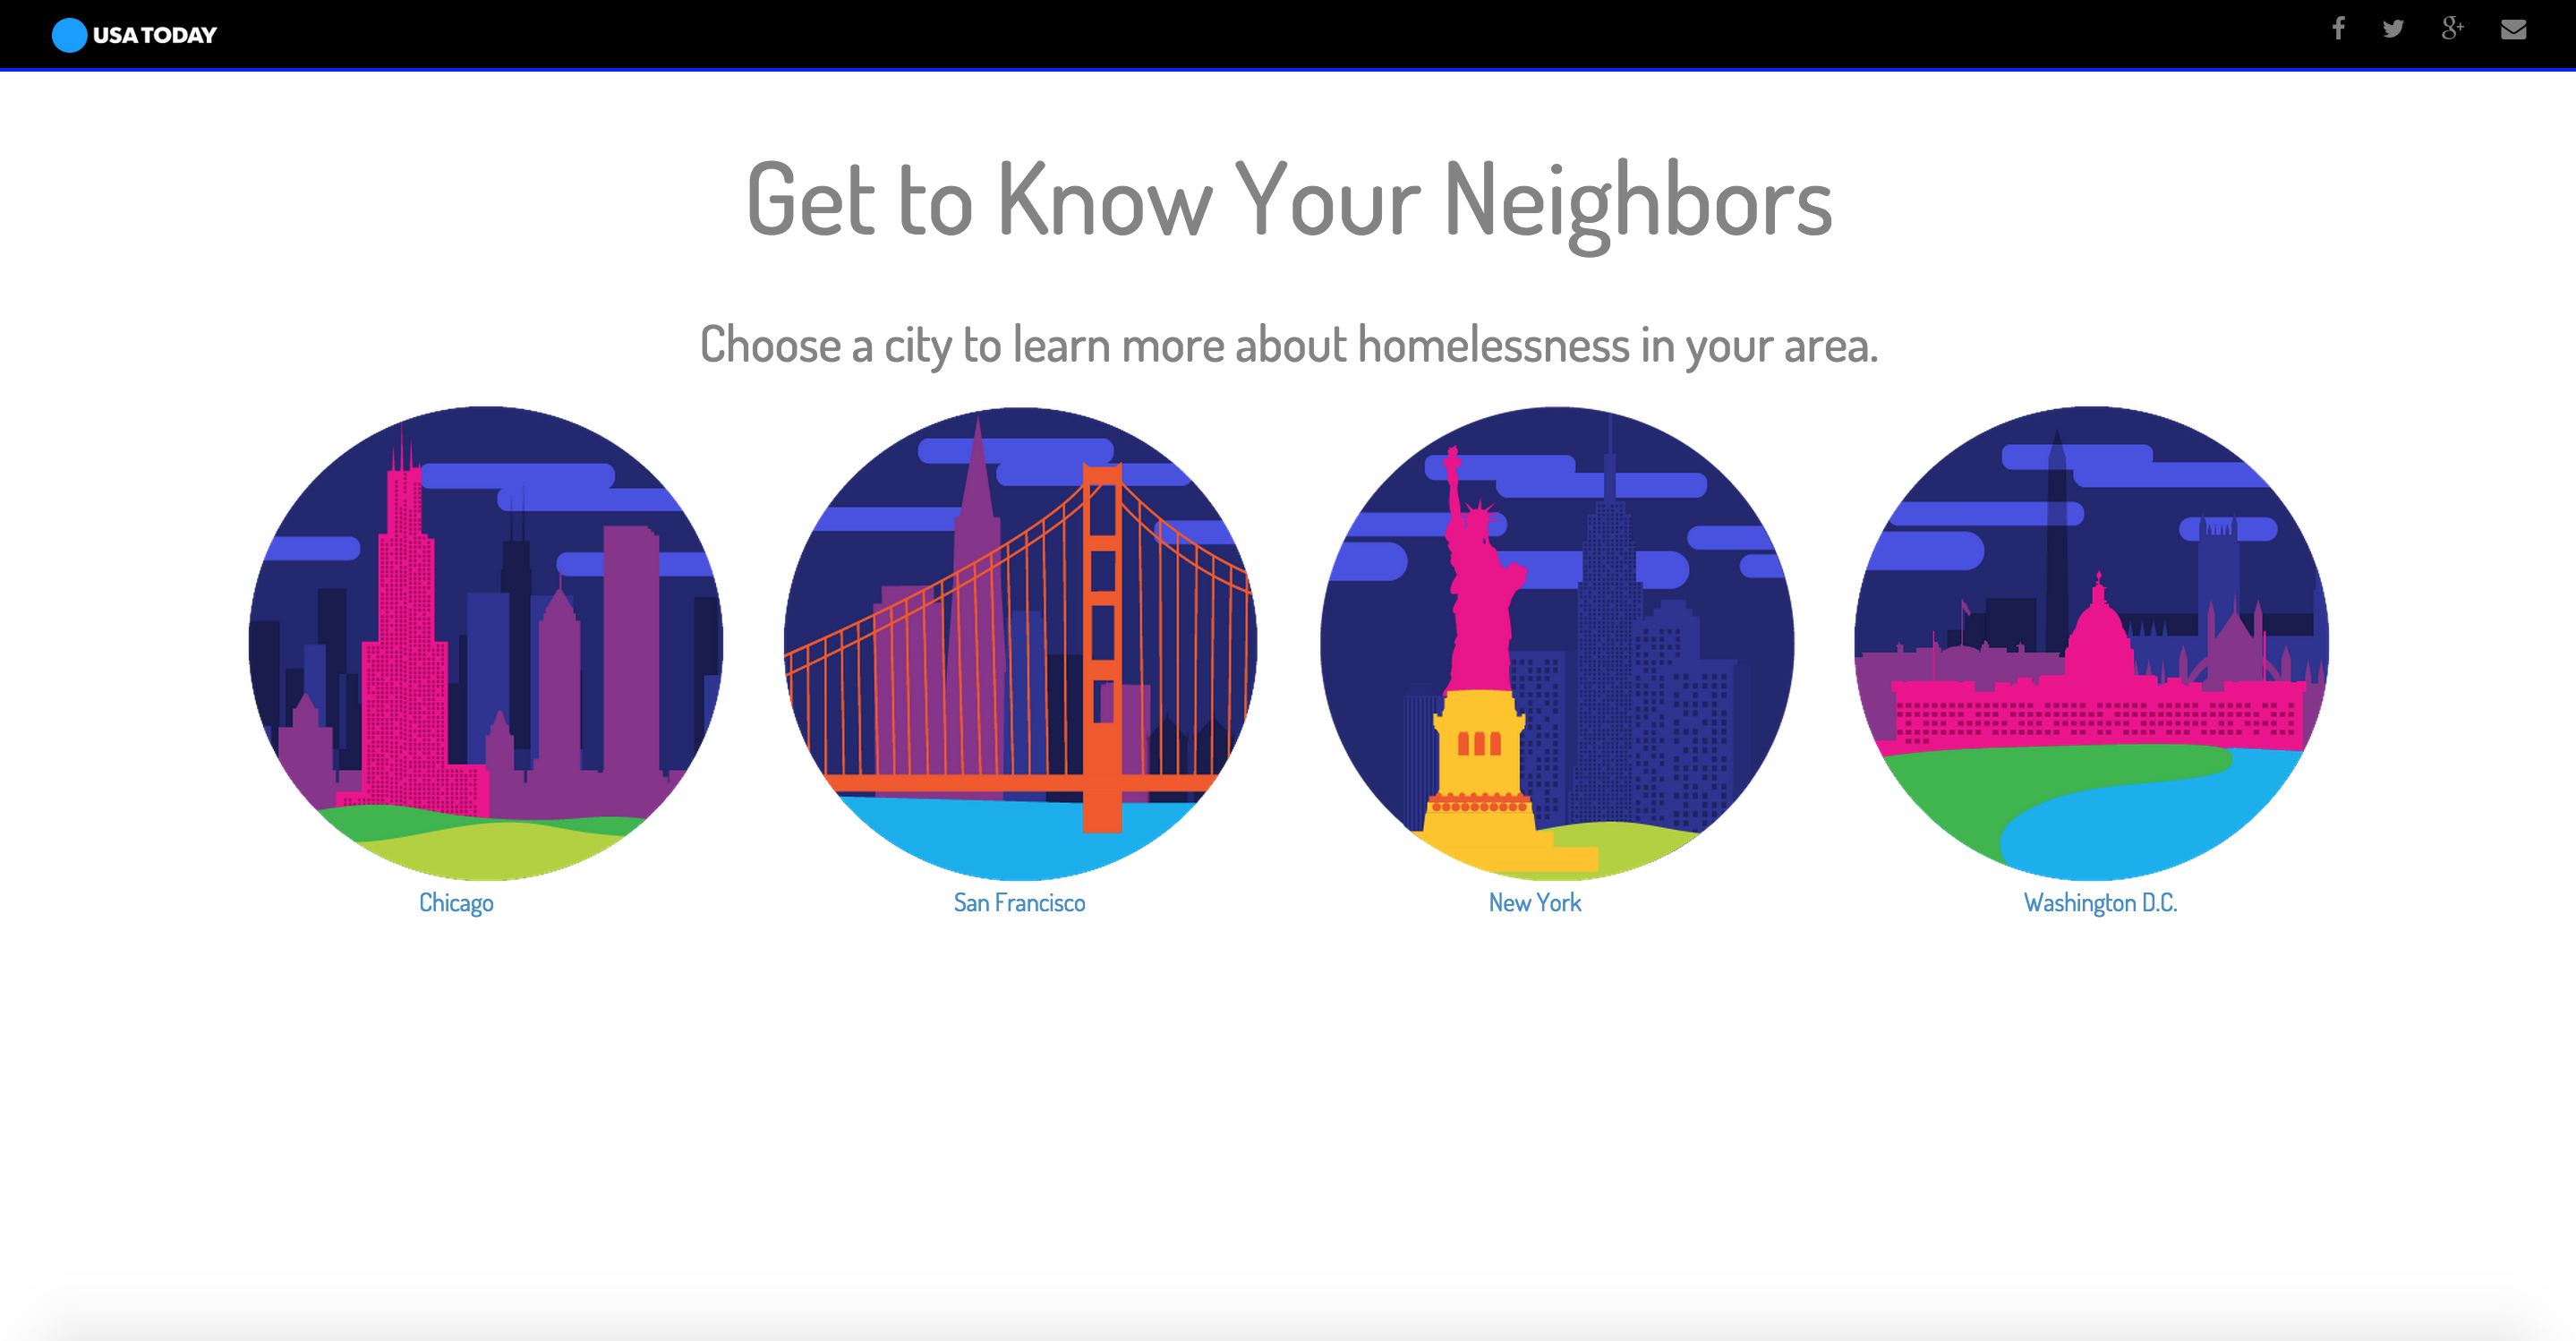 USA TODAY
Get to Know Your Neighbors
Choose a city to learn more about homelessness in your area.
Chicago
San Francisco
New York
Washington D.C.